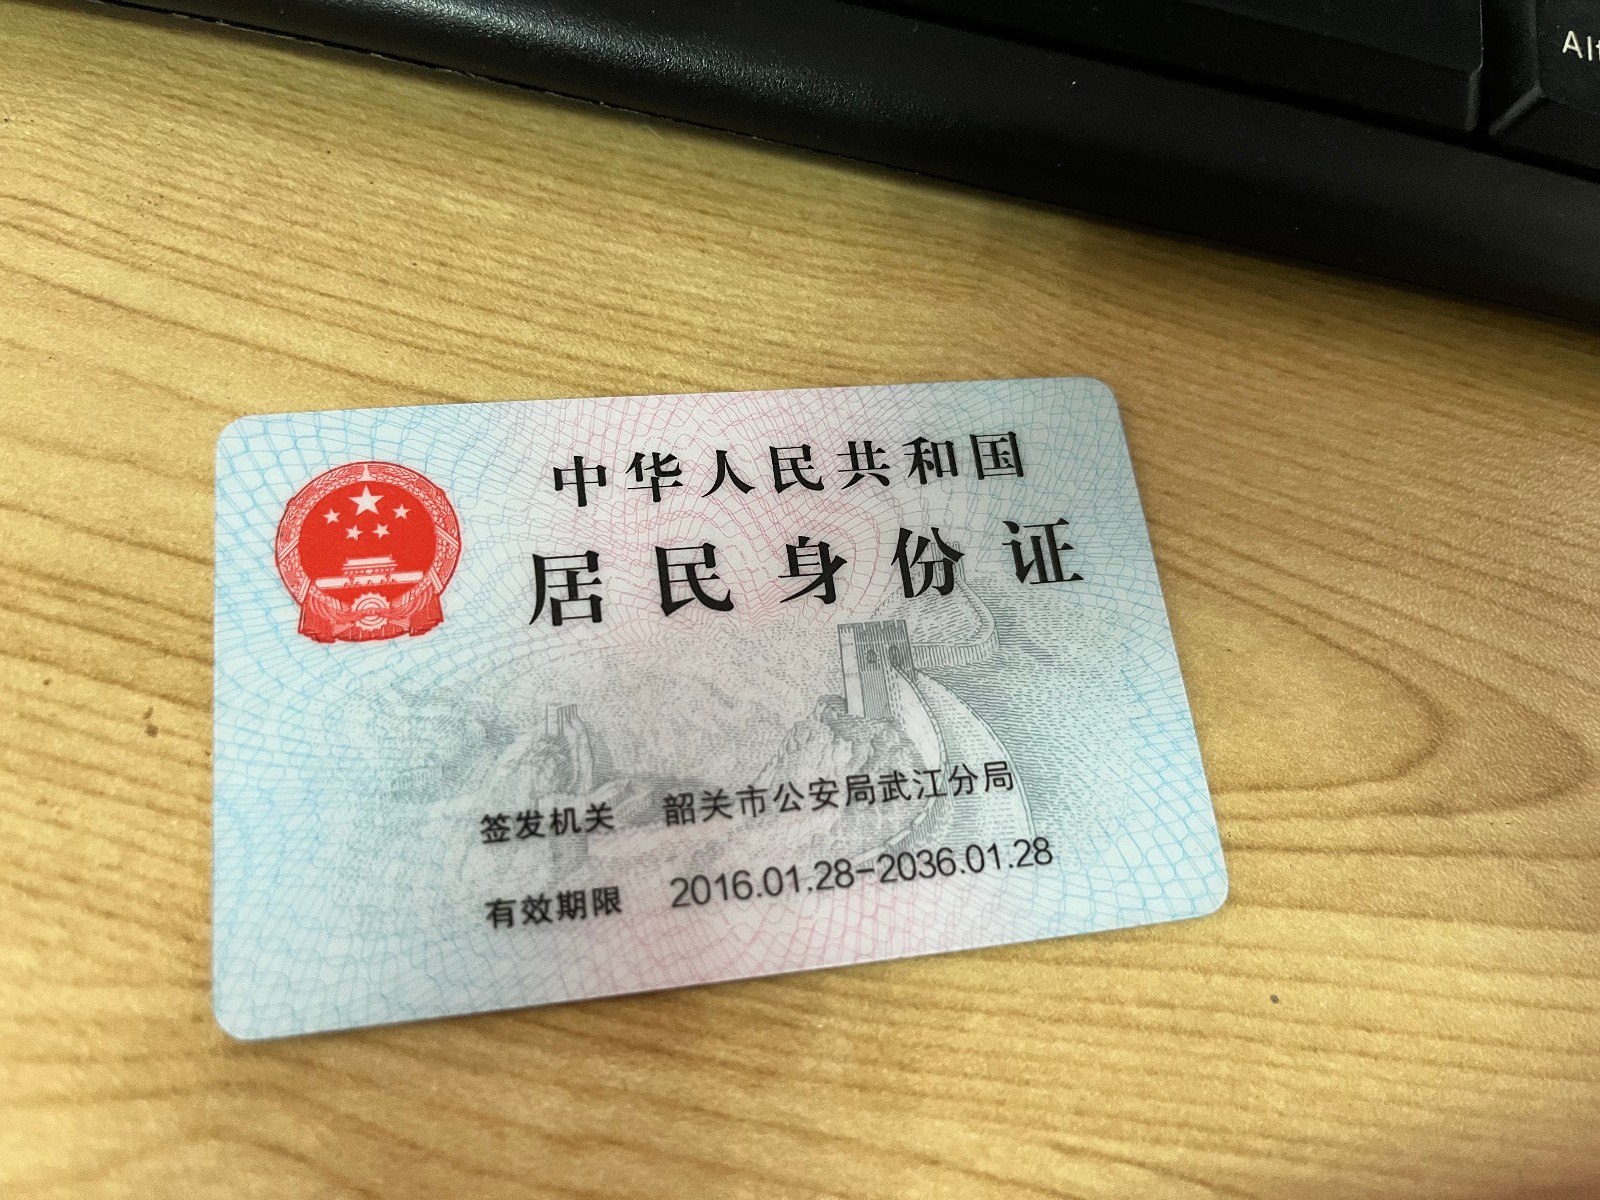 Alt
中华人民共和国
居民身份证
签发机关 韶关市公安局武江分局
有效期限 2016.01.28-2036.01.28